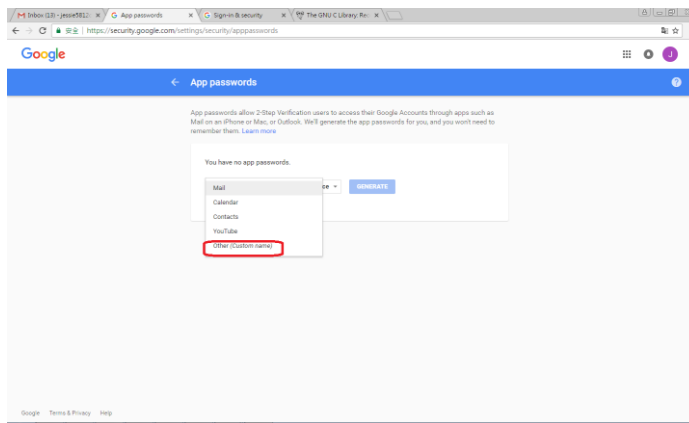 Inbox (13) - jesse5812
App passwords
Sign-in & security
The GNU C Library: Re
安全 | https://security.google.com/settings/security/apppasswords
Google
0
J
App passwords
?
App passwords allow 2-Step Verification users to access their Google Accounts through apps such as
Mail on an iPhone or Mac, or Outlook. We'll generate the app passwords for you, and you won't need to
remember them. Learn more
You have no app passwords.
Mail
ce
GENERATE
Calendar
Contacts
YouTube
Other (Custom name)
Google Terms & Privacy Help